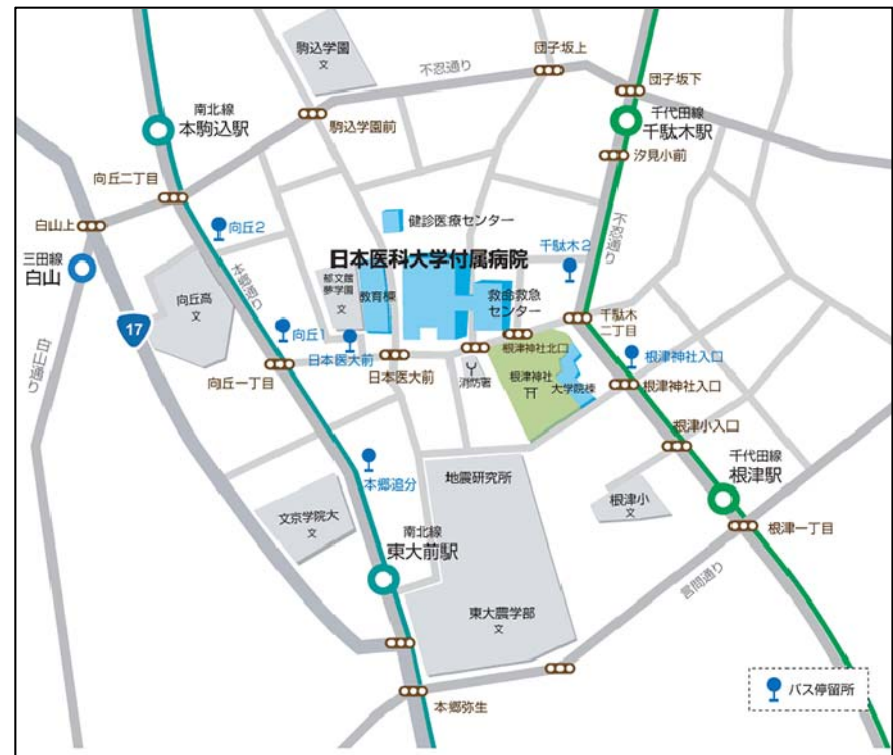 駒込学園
文
団子坂上
不忍通り
団子坂下
南北線
本駒込駅
駒込学園前
千代田線
千駄木駅
汐見小前
向丘二丁目
白山上
向丘2
健診医療センター
不忍通り
三田線
白山
日本医科大学付属病院
千駄木2
本郷通り
向丘高
文
郁文館
夢学園
文
教育棟
救命救急
センター
17
千駄木
二丁目
白山通り
向丘1
日本医大前
根津神社北口
根津神社入口
向丘一丁目
日本医大前
消防署
根津神社
大学院棟
根津神社入口
根津小入口
千代田線
根津駅
本郷追分
地震研究所
根津小
文
文京学院大
文
根津一丁目
南北線
東大前駅
言問通り
東大農学部
文
本郷弥生
バス停留所